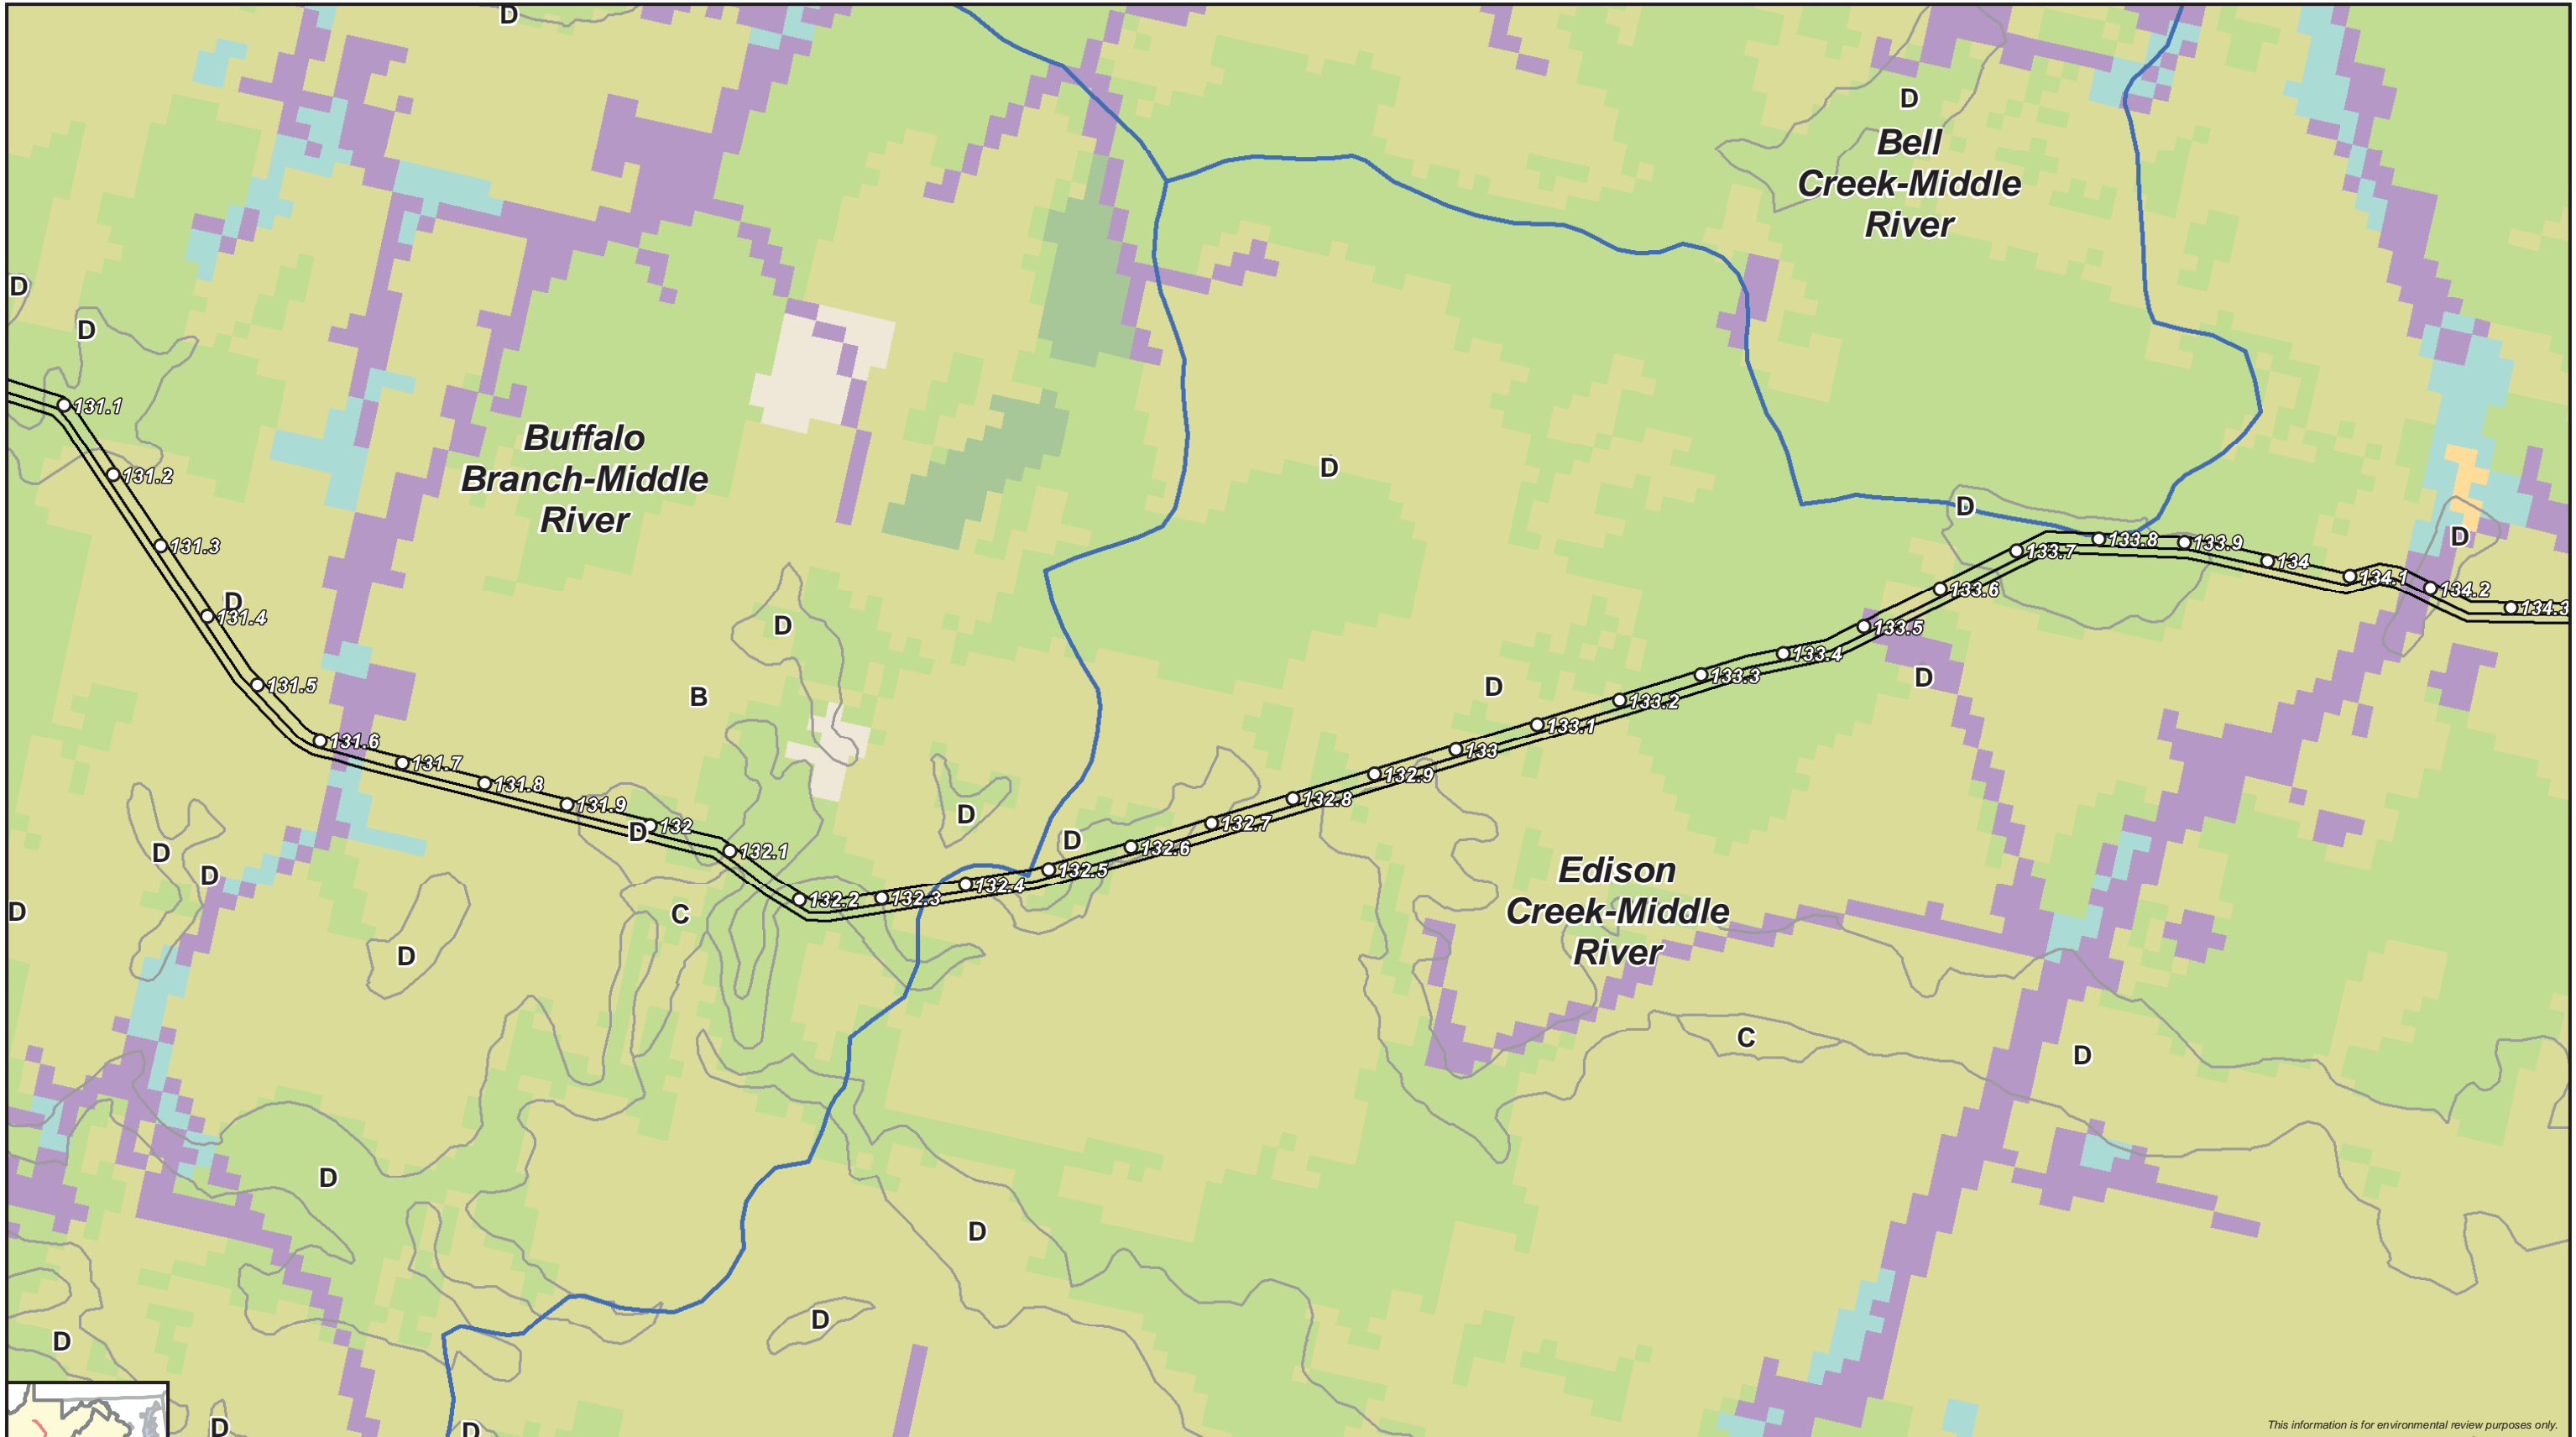 D
D
Bell
Creek-Middle
River
D
D
131.1
Buffalo
Branch-Middle
River
D
131.2
D
133.8
133.9
D
131.3
133.7
134
134.1
134.2
133.6
134.3
D
131.4
D
133.5
131.5
B
D
D
133.4
133.3
133.2
133.1
131.6
133
131.7
132.9
131.8
132.8
131.9
132.7
D
D
132
D
132.6
D
132.1
D
132.5
Edison
Creek-Middle
River
132.4
132.3
132.2
D
C
D
C
D
D
D
D
D
D
D
This information is for environmental review purposes only.